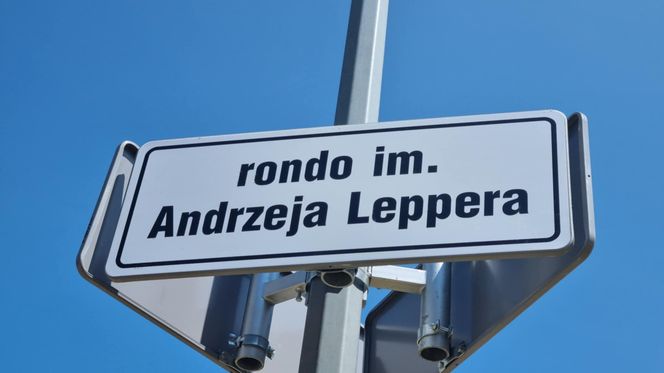 rondo im.
Andrzeja Leppera